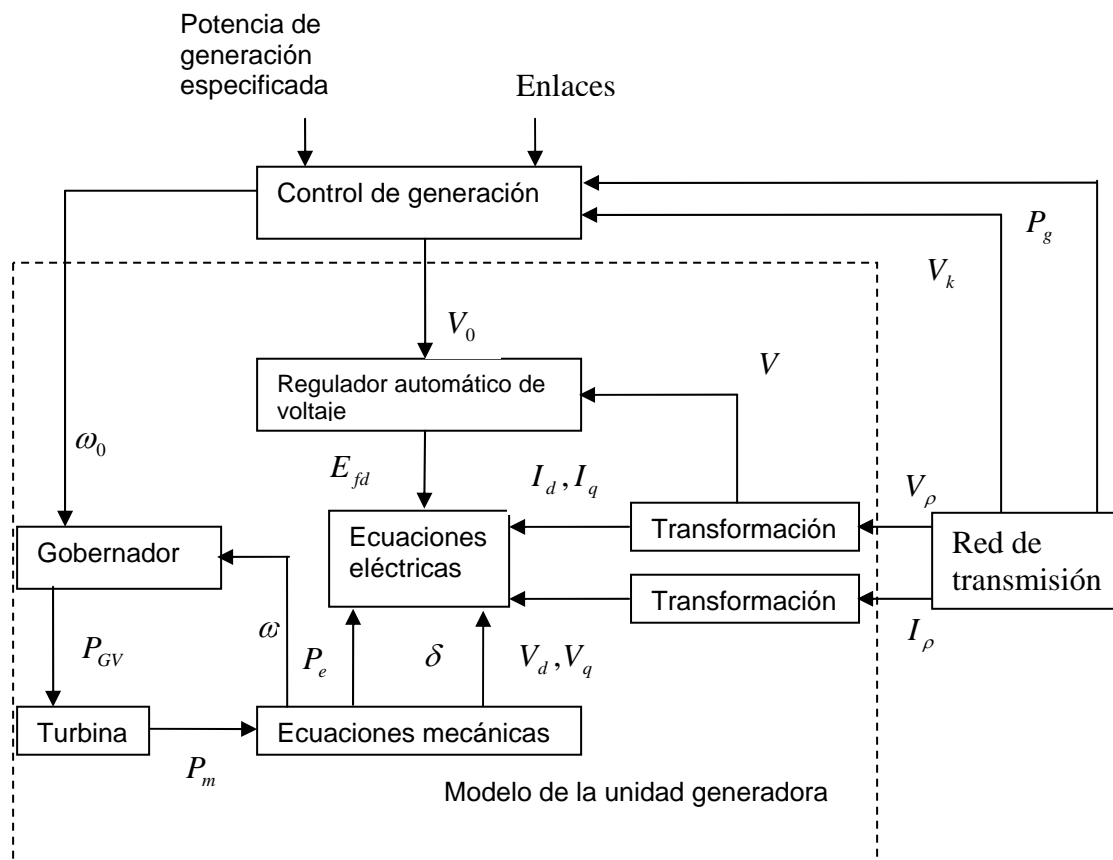 Potencia de
generación
especificada
Enlaces
Control de generación
P_g
V_k
V_0
Regulador automático de
voltaje
V
ω_0
E_fd
I_d, I_q
V_ρ
Gobernador
Ecuaciones
eléctricas
Transformación
Transformación
Red de
transmisión
I_ρ
P_GV
ω
P_e
δ
V_d, V_q
Turbina
Ecuaciones mecánicas
P_m
Modelo de la unidad generadora